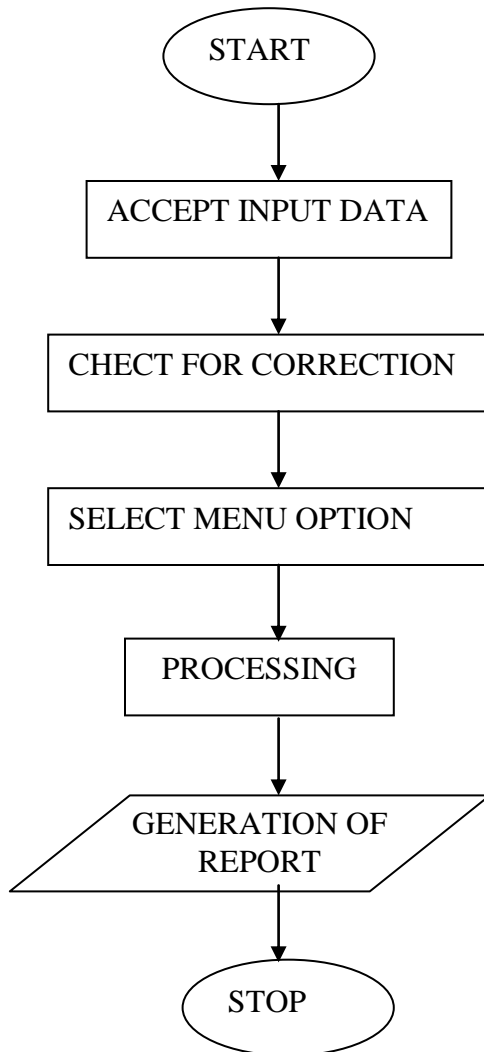 START
ACCEPT INPUT DATA
CHECT FOR CORRECTION
SELECT MENU OPTION
PROCESSING
GENERATION OF
REPORT
STOP